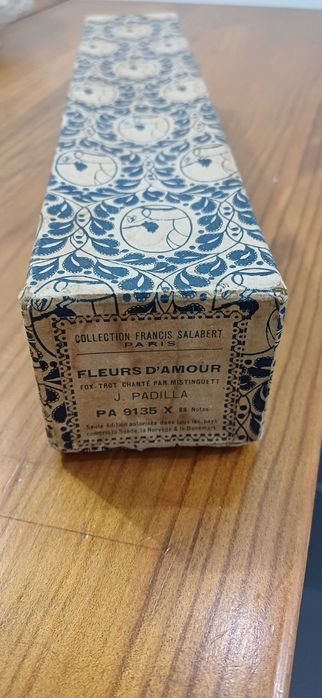 COLLECTION FRANCIS SALABERT
PARIS
FLEURS D'AMOUR
FOX-TROT CHANTÉ PAR MISTINGUETT
J. PADILLA
PA 9135 X 88 Notes.
Seule édition autorisée dans tous les pays
compris la Suède, la Norvège & le Danemark